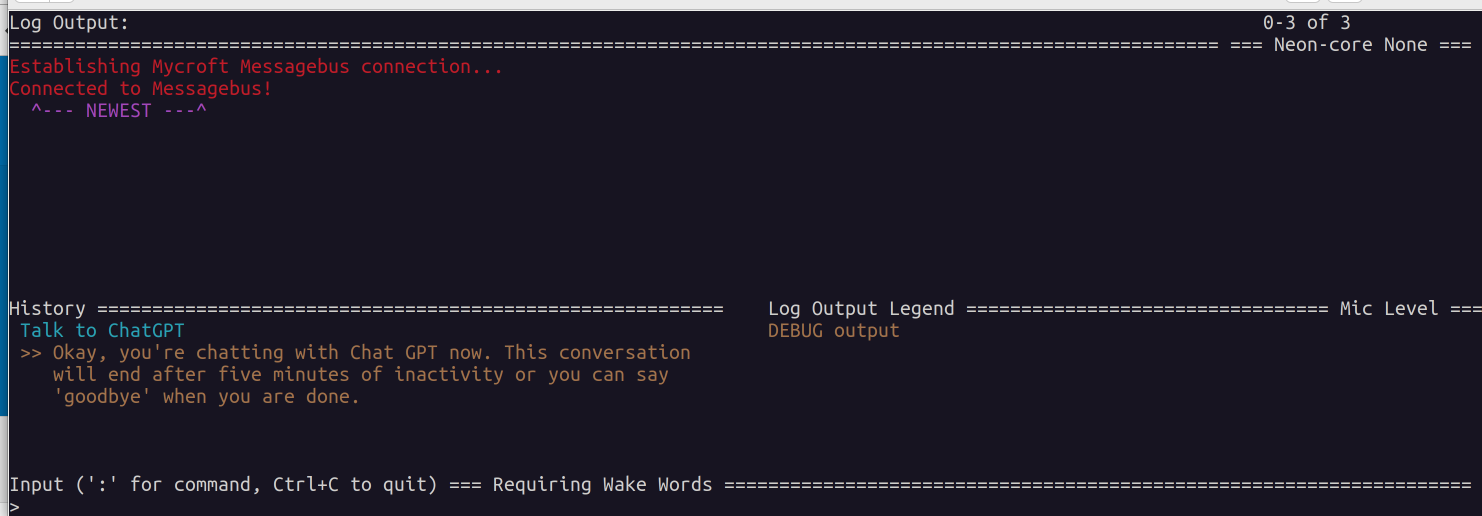 Log Output: 0-3 of 3
============================================================================================================== === Neon-core None ===
Establishing Mycroft Messagebus connection...
Connected to Messagebus!
^--- NEWEST ---^
History ========================================================= Log Output Legend ================================= Mic Level ===
Talk to ChatGPT DEBUG output
>> Okay, you're chatting with Chat GPT now. This conversation
will end after five minutes of inactivity or you can say
'goodbye' when you are done.
Input (':' for command, Ctrl+C to quit) === Requiring Wake Words ====================================================================
>